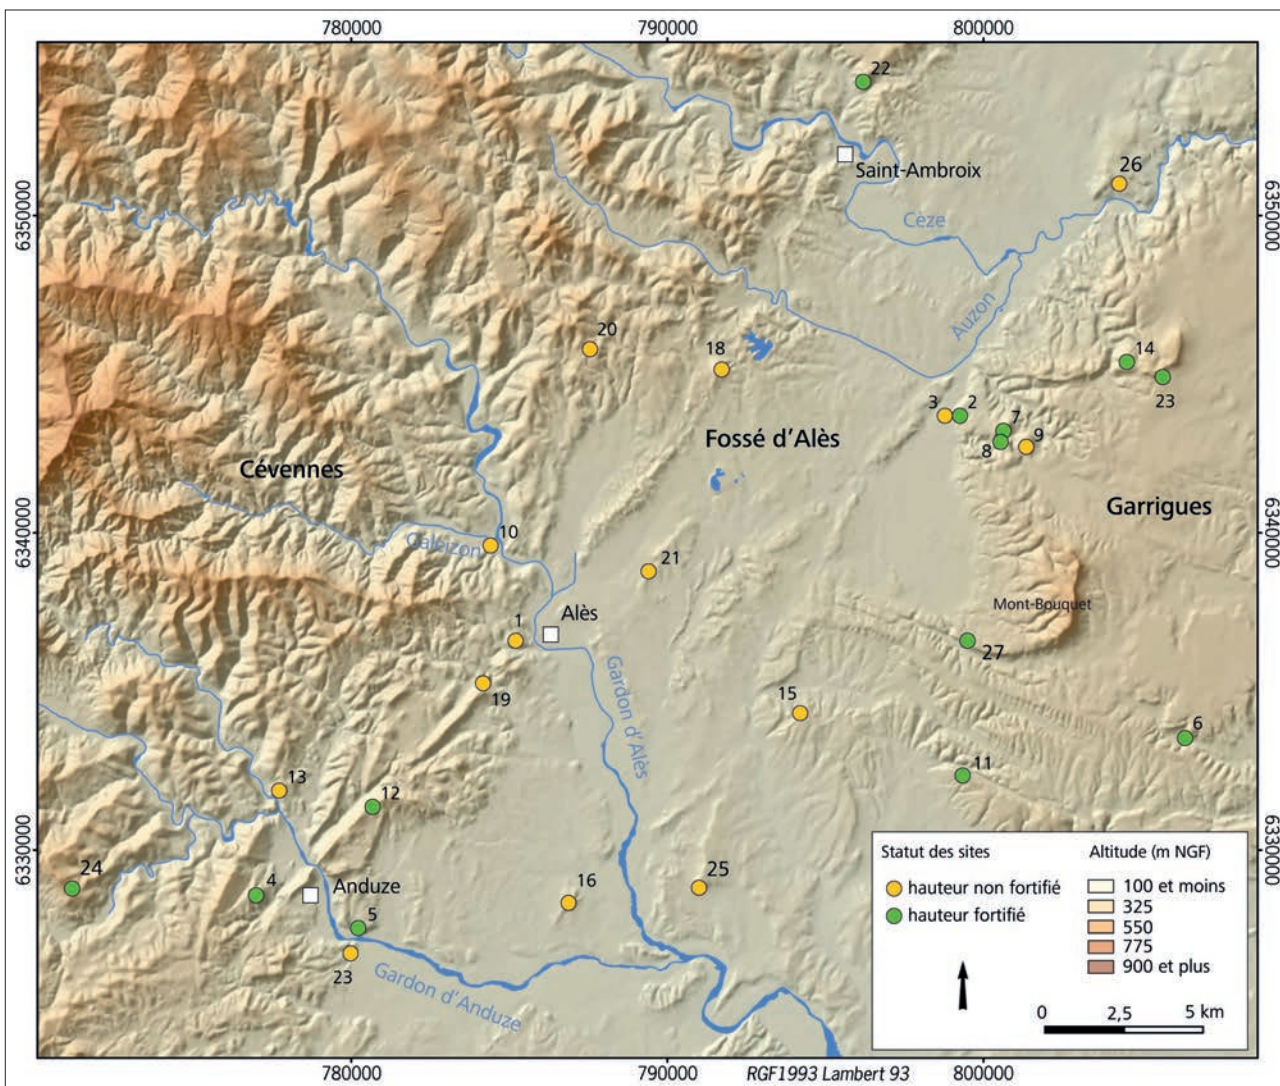 780000
790000
800000
22
Saint-Ambroix
26
6350000
6350000
Cèze
Auzon
20
18
14
23
3
2
7
8
9
Fossé d'Alès
Cévennes
Garrigues
10
6340000
6340000
Galeizon
21
Mont-Bouquet
Alès
1
27
19
Gardon d'Alès
15
6
11
13
12
6330000
6330000
24
4
Anduze
16
25
5
23
Gardon d'Anduze
Statut des sites
hauteur non fortifié
hauteur fortifié
Altitude (m NGF)
100 et moins
325
550
775
900 et plus
0 2,5 5 km
780000
790000
RGF1993 Lambert 93
800000